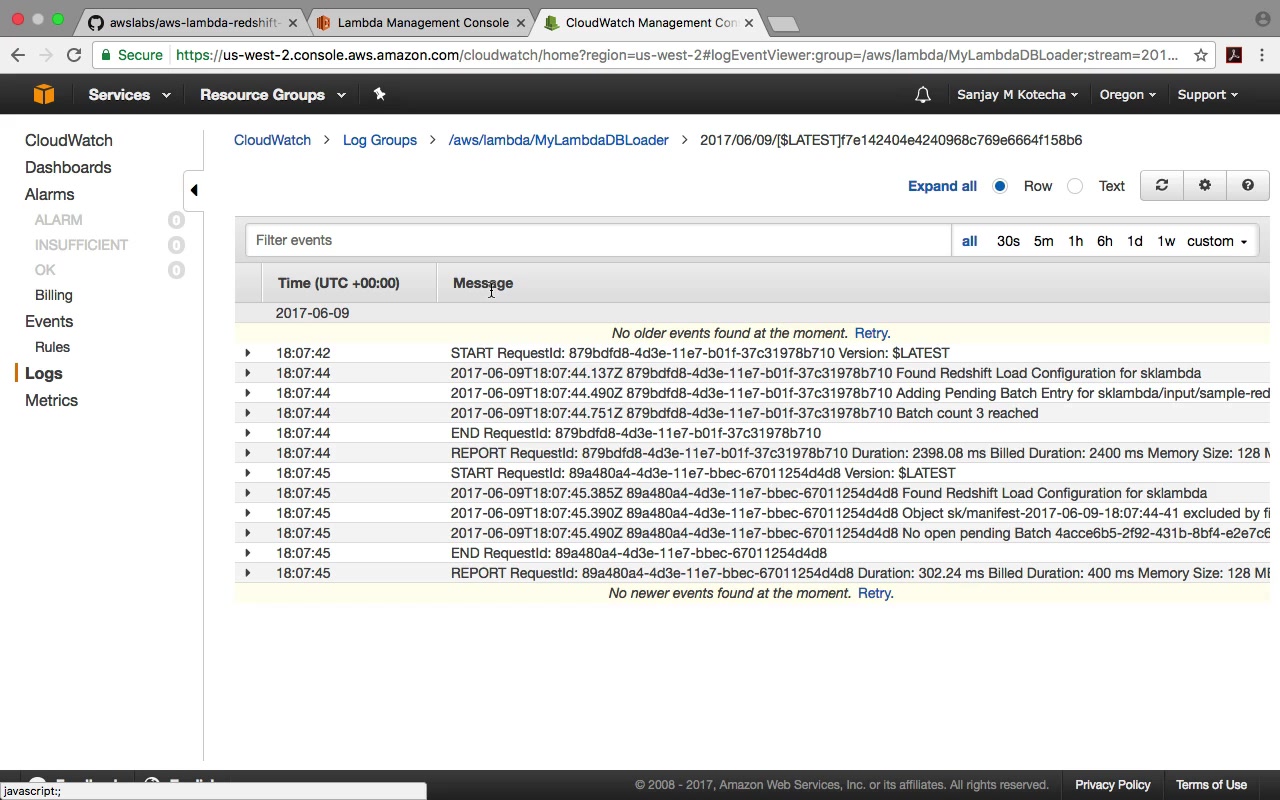 awslabs/aws-lambda-redshift-
Lambda Management Console
CloudWatch Management Con
Secure
https://us-west-2.console.aws.amazon.com/cloudwatch/home?region=us-west-2#logEventViewer:group=/aws/lambda/MyLambdaDBLoader;stream=201...
Services
Resource Groups
Sanjay M Kotecha
Oregon
Support
CloudWatch
Dashboards
Alarms
ALARM 0
INSUFFICIENT 0
OK 0
Billing
Events
Rules
Logs
Metrics
CloudWatch > Log Groups > /aws/lambda/MyLambdaDBLoader > 2017/06/09/[$LATEST]f7e142404e4240968c769e6664f158b6
Expand all Row Text
Filter events
all 30s 5m 1h 6h 1d 1w custom
Time (UTC +00:00) Message
2017-06-09
No older events found at the moment. Retry.
18:07:42 START RequestId: 879bdfd8-4d3e-11e7-b01f-37c31978b710 Version: $LATEST
18:07:44 2017-06-09T18:07:44.137Z 879bdfd8-4d3e-11e7-b01f-37c31978b710 Found Redshift Load Configuration for sklambda
18:07:44 2017-06-09T18:07:44.490Z 879bdfd8-4d3e-11e7-b01f-37c31978b710 Adding Pending Batch Entry for sklambda/input/sample-red
18:07:44 2017-06-09T18:07:44.751Z 879bdfd8-4d3e-11e7-b01f-37c31978b710 Batch count 3 reached
18:07:44 END RequestId: 879bdfd8-4d3e-11e7-b01f-37c31978b710
18:07:44 REPORT RequestId: 879bdfd8-4d3e-11e7-b01f-37c31978b710 Duration: 2398.08 ms Billed Duration: 2400 ms Memory Size: 128 M
18:07:45 START RequestId: 89a480a4-4d3e-11e7-bbec-67011254d4d8 Version: $LATEST
18:07:45 2017-06-09T18:07:45.385Z 89a480a4-4d3e-11e7-bbec-67011254d4d8 Found Redshift Load Configuration for sklambda
18:07:45 2017-06-09T18:07:45.390Z 89a480a4-4d3e-11e7-bbec-67011254d4d8 Object sk/manifest-2017-06-09-18:07:44-41 excluded by fi
18:07:45 2017-06-09T18:07:45.490Z 89a480a4-4d3e-11e7-bbec-67011254d4d8 No open pending Batch 4acce6b5-2f92-431b-8bf4-e2e7c6
18:07:45 END RequestId: 89a480a4-4d3e-11e7-bbec-67011254d4d8
18:07:45 REPORT RequestId: 89a480a4-4d3e-11e7-bbec-67011254d4d8 Duration: 302.24 ms Billed Duration: 400 ms Memory Size: 128 MB
No newer events found at the moment. Retry.
© 2008 - 2017, Amazon Web Services, Inc. or its affiliates. All rights reserved.
Privacy Policy
Terms of Use
javascript:;